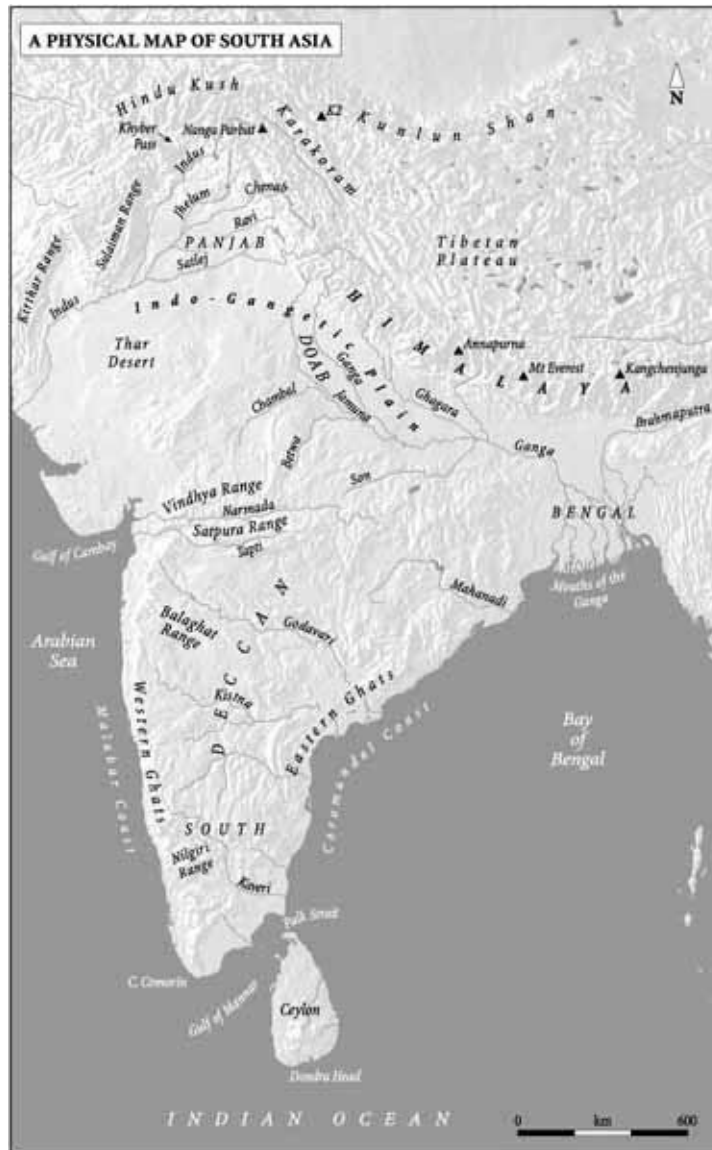 A PHYSICAL MAP OF SOUTH ASIA
N
Hindu Kush
K2
Kunlun Shan
Khyber
Pass
Nanga Parbat
Karakoram
Indus
Jhelum
Chenab
Sulaiman Range
Ravi
PANJAB
Satlej
Tibetan
Plateau
Kirthar Range
Indus
Indo-Gangetic Plain
HIMALAYA
Thar
Desert
DOAB
Ganga
Annapurna
Mt Everest
Kangchenjunga
Chambal
Jamuna
Ghagara
Brahmaputra
Betwa
Ganga
Son
Vindhya Range
Narmada
BENGAL
Satpura Range
Gulf of Cambay
Tapti
Mouths of the
Ganga
Mahanadi
DECCAN
Balaghat
Range
Godavari
Arabian
Sea
Kistna
Western Ghats
Eastern Ghats
Malabar Coast
Coromandel Coast
Bay
of
Bengal
SOUTH
Nilgiri
Range
Kaveri
Palk Strait
C. Comorin
Gulf of Mannar
Ceylon
Dondra Head
INDIAN OCEAN
0 km 600